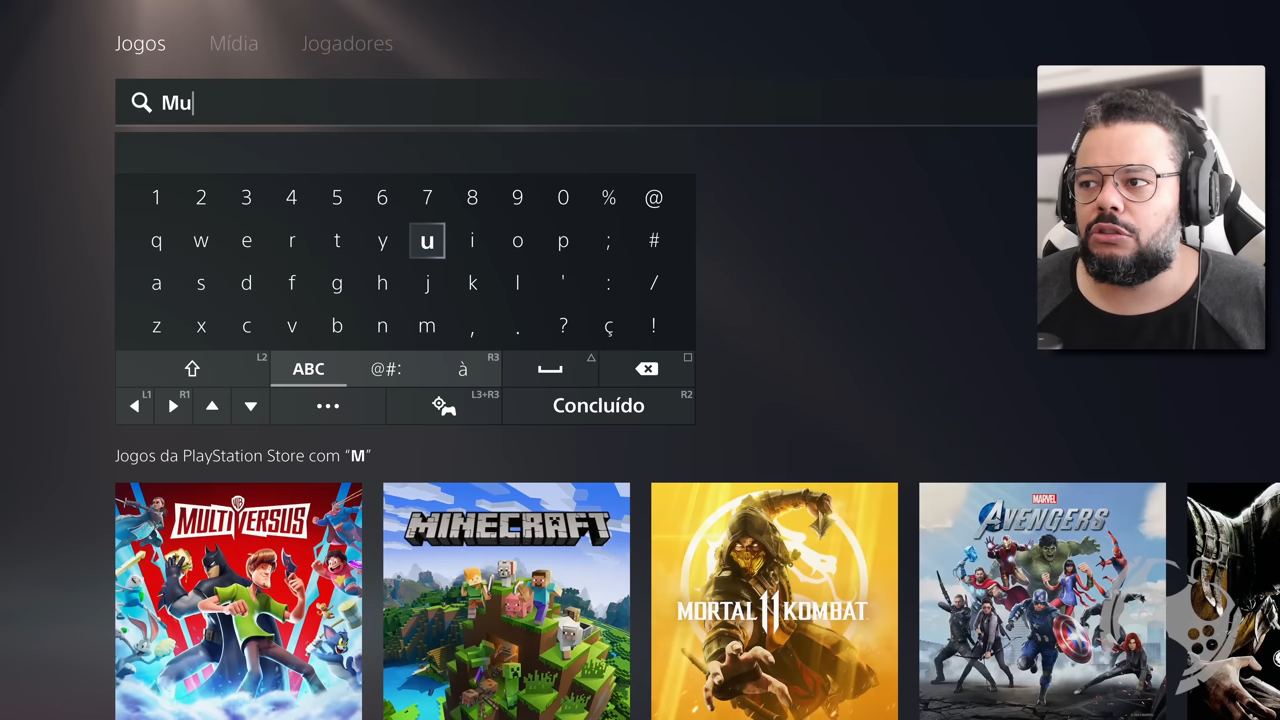 Jogos Mídia Jogadores
Mu
1 2 3 4 5 6 7 8 9 0 % @
q w e r t y u i o p ; #
a s d f g h j k l ' : /
z x c v b n m , . ? ç !
L2 ABC @#: à R3 △ □
L1 R1 ••• L3+R3 Concluído R2
Jogos da PlayStation Store com “M”
WB
MULTIVERSUS
MINECRAFT
MORTAL 11 KOMBAT
MARVEL
AVENGERS